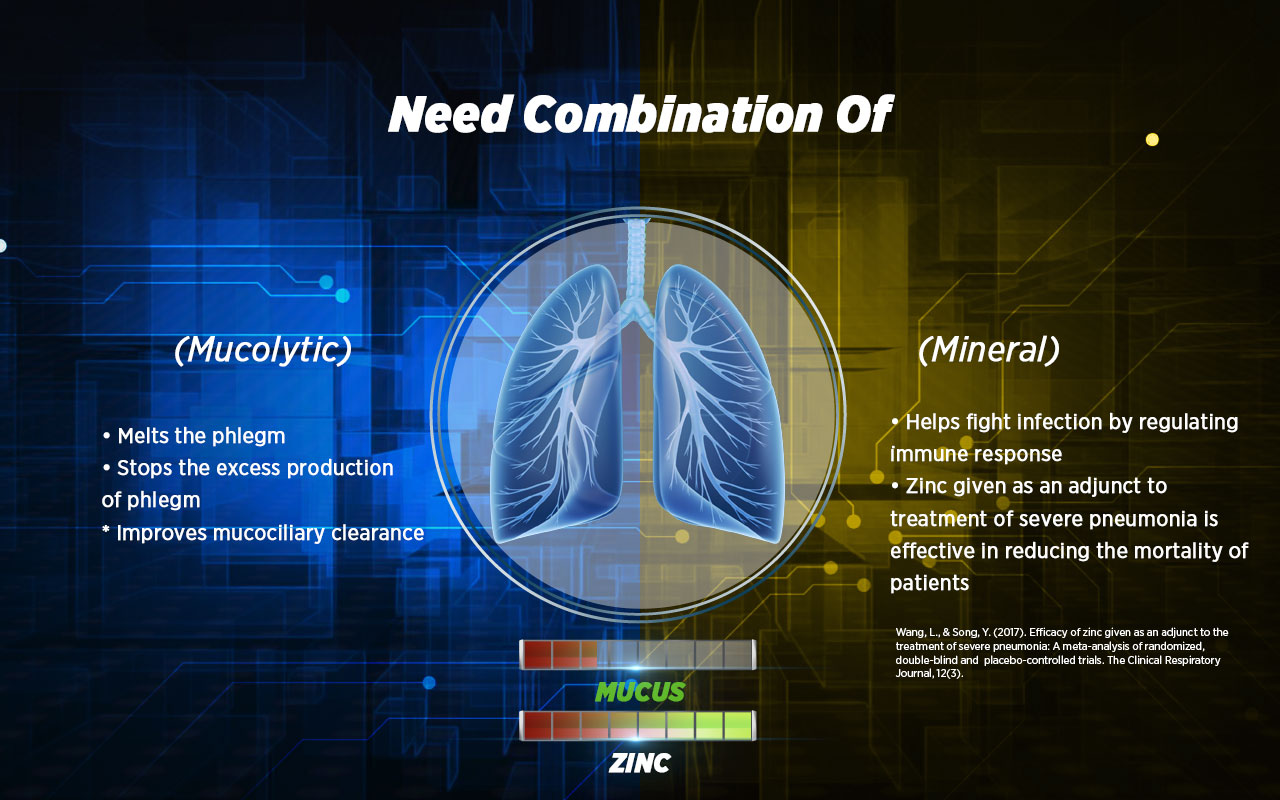 Need Combination Of
(Mucolytic)
• Melts the phlegm
• Stops the excess production
of phlegm
* Improves mucociliary clearance
(Mineral)
• Helps fight infection by regulating
immune response
• Zinc given as an adjunct to
treatment of severe pneumonia is
effective in reducing the mortality of
patients
Wang, L., & Song, Y. (2017). Efficacy of zinc given as an adjunct to the
treatment of severe pneumonia: A meta-analysis of randomized,
double-blind and placebo-controlled trials. The Clinical Respiratory
Journal, 12(3).
MUCUS
ZINC